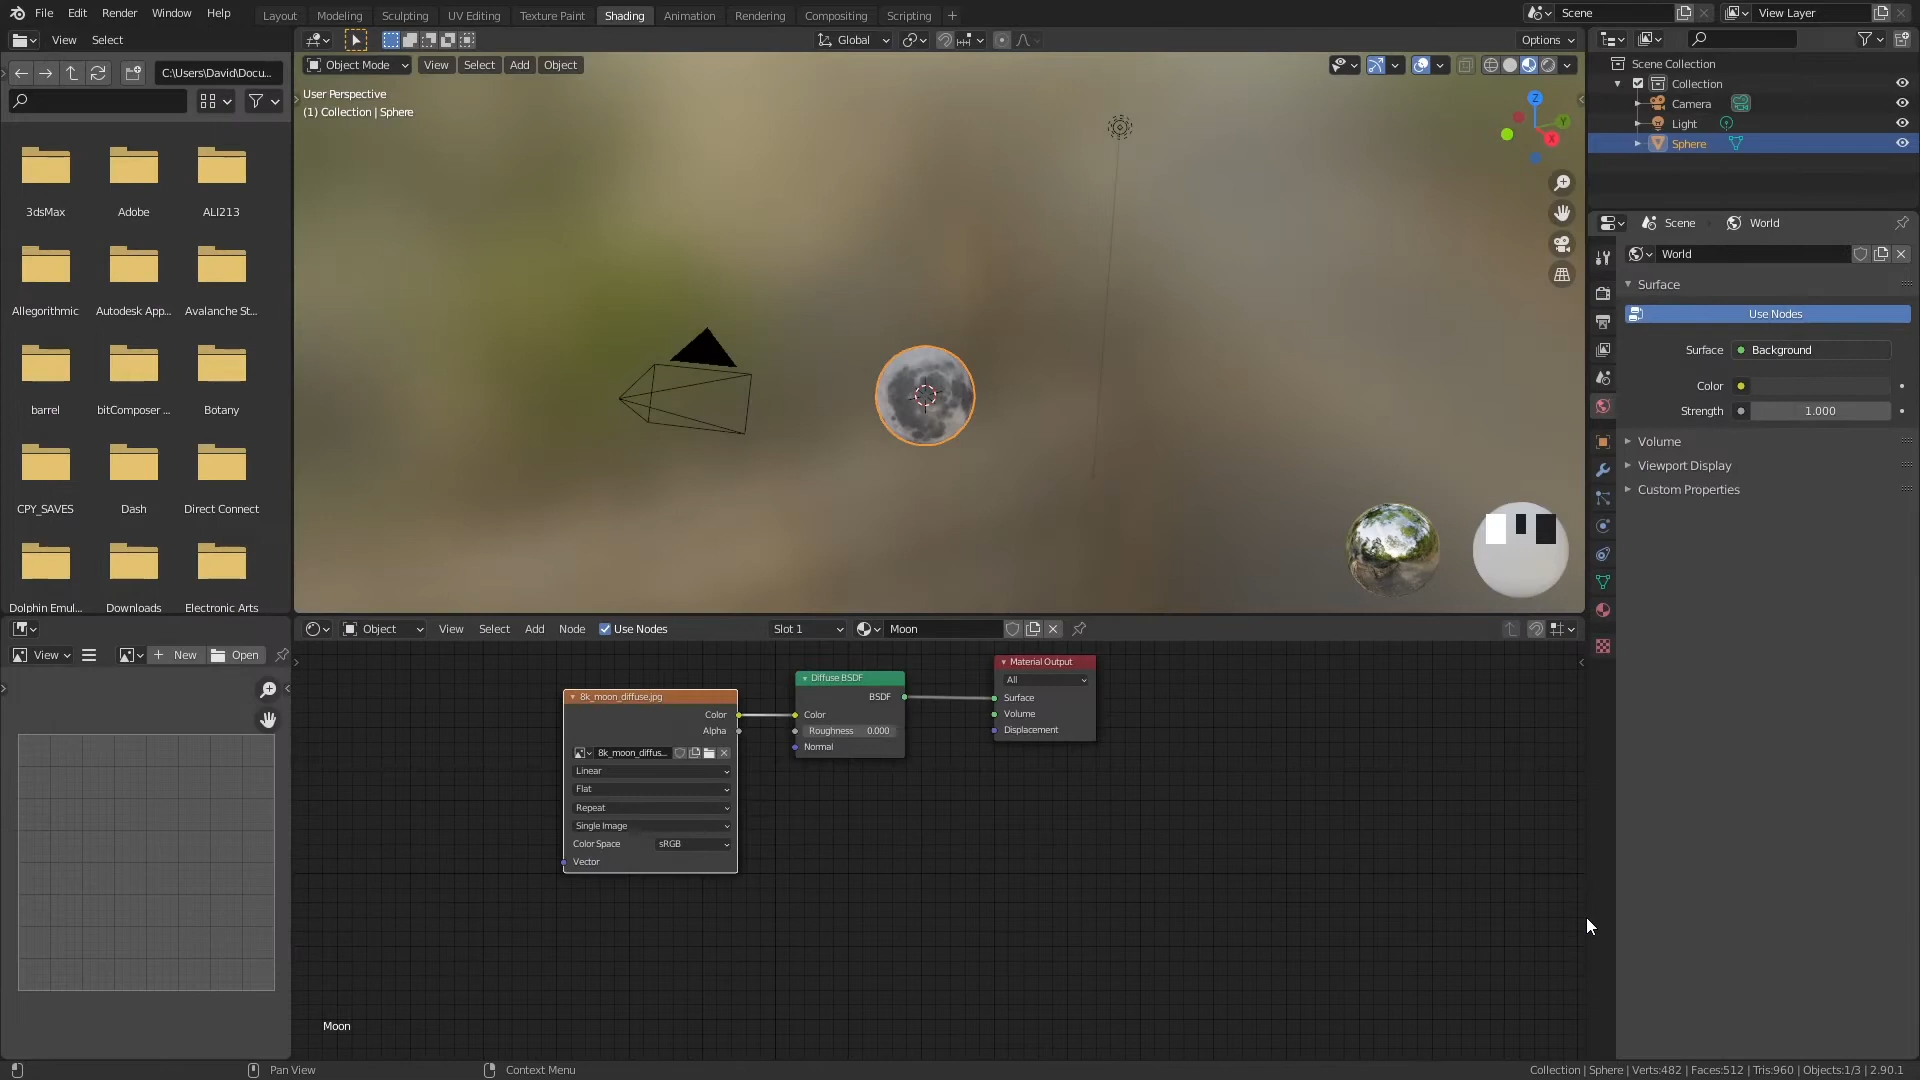 File Edit Render Window Help
Layout Modeling Sculpting UV Editing Texture Paint Shading Animation Rendering Compositing Scripting +
Scene
View Layer
View Select
Global
Options
C:\Users\David\Docu...
Object Mode View Select Add Object
User Perspective
(1) Collection | Sphere
Z
Y
X
3dsMax Adobe ALI213
Allegorithmic Autodesk App... Avalanche St...
barrel bitComposer ... Botany
CPY_SAVES Dash Direct Connect
Dolphin Emul... Downloads Electronic Arts
Scene Collection
Collection
Camera
Light
Sphere
Scene World
World
Surface
Use Nodes
Surface Background
Color
Strength 1.000
Volume
Viewport Display
Custom Properties
Object View Select Add Node Use Nodes Slot 1 Moon
View New Open
8k_moon_diffuse.jpg
Color
Alpha
8k_moon_diffus...
Linear
Flat
Repeat
Single Image
Color Space sRGB
Vector
Diffuse BSDF
BSDF
Color
Roughness 0.000
Normal
Material Output
All
Surface
Volume
Displacement
Moon
Pan View
Context Menu
Collection | Sphere | Verts:482 | Faces:512 | Tris:960 | Objects:1/3 | 2.90.1